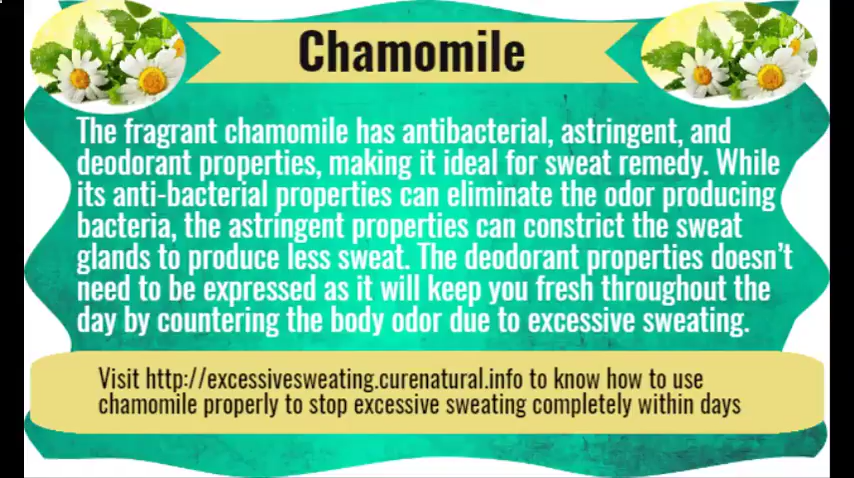 Chamomile
The fragrant chamomile has antibacterial, astringent, and
deodorant properties, making it ideal for sweat remedy. While
its anti-bacterial properties can eliminate the odor producing
bacteria, the astringent properties can constrict the sweat
glands to produce less sweat. The deodorant properties doesn't
need to be expressed as it will keep you fresh throughout the
day by countering the body odor due to excessive sweating.
Visit http://excessivesweating.curenatural.info to know how to use
chamomile properly to stop excessive sweating completely within days